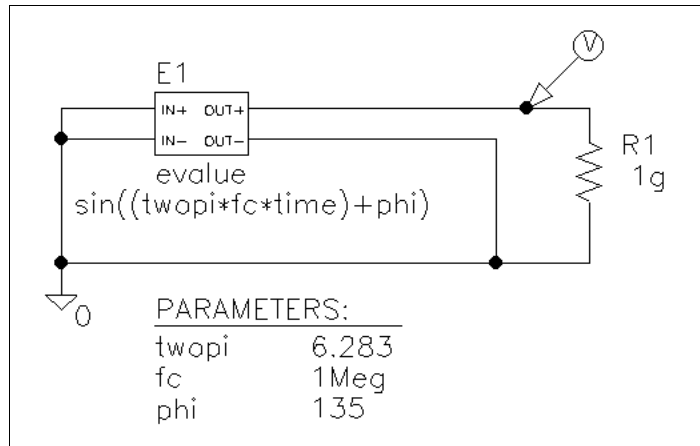 V
E1
IN+ OUT+
IN- OUT-
evalue
sin((twopi*fc*time)+phi)
R1
1g
0
PARAMETERS:
twopi 6.283
fc 1Meg
phi 135